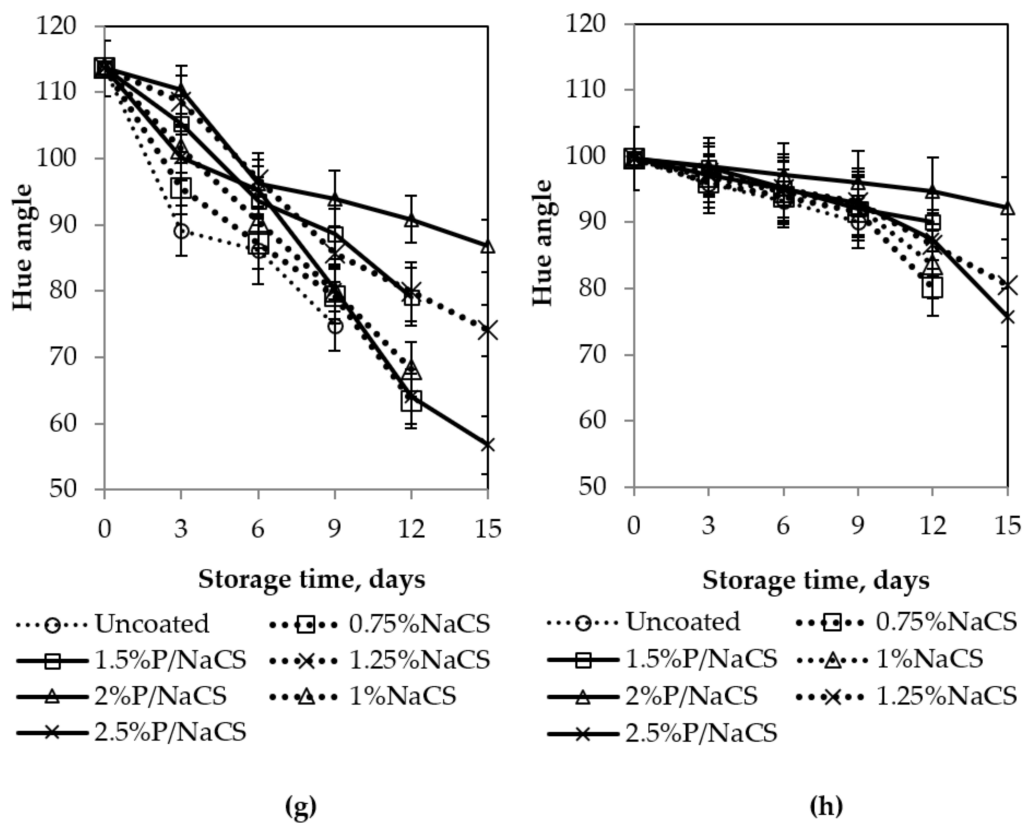 120
110
100
90
80
70
60
50
Hue angle
0 3 6 9 12 15
Storage time, days
Uncoated 0.75%NaCS
1.5%P/NaCS 1.25%NaCS
2%P/NaCS 1%NaCS
2.5%P/NaCS
(g)
120
110
100
90
80
70
60
50
Hue angle
0 3 6 9 12 15
Storage time, days
Uncoated 0.75%NaCS
1.5%P/NaCS 1%NaCS
2%P/NaCS 1.25%NaCS
2.5%P/NaCS
(h)